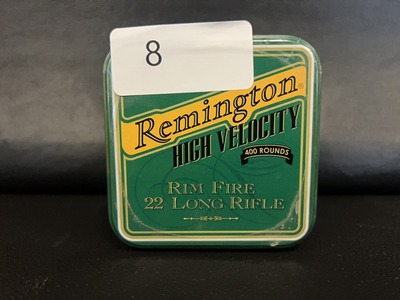 8
Remington®
HIGH VELOCITY
400 ROUNDS
RIM FIRE
22 LONG RIFLE